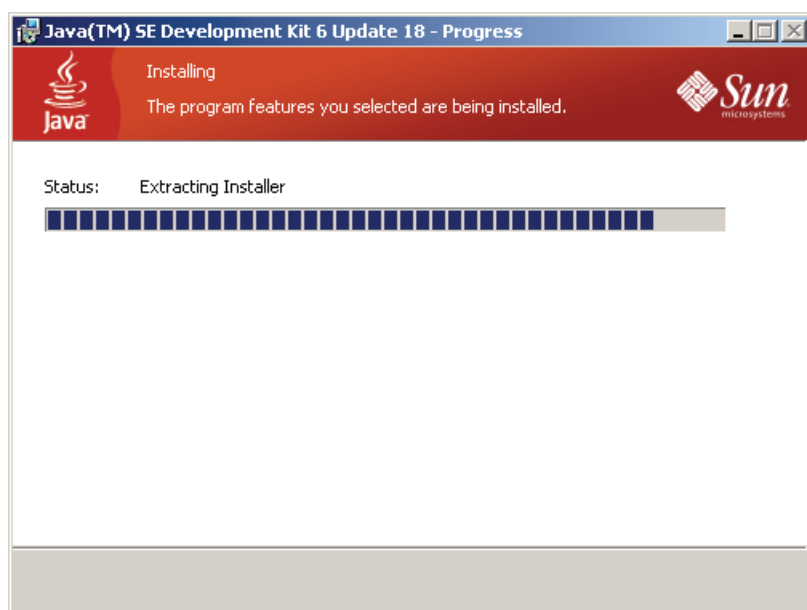 Java(TM) SE Development Kit 6 Update 18 - Progress
Installing
The program features you selected are being installed.
Java
Sun
microsystems
Status: Extracting Installer